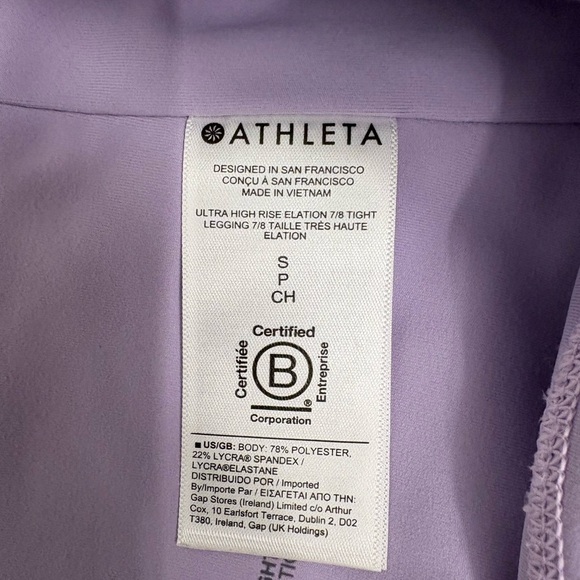 ATHLETA
DESIGNED IN SAN FRANCISCO
CONÇU À SAN FRANCISCO
MADE IN VIETNAM
ULTRA HIGH RISE ELATION 7/8 TIGHT
LEGGING 7/8 TAILLE TRÈS HAUTE
ELATION
S
P
CH
Certified
Certifiée
B
Entreprise
®
Corporation
■ US/GB: BODY: 78% POLYESTER,
22% LYCRA® SPANDEX /
LYCRA®ELASTANE
DISTRIBUIDO POR / Imported
By/Importe Par / ΕΙΣΑΓΕΤΑΙ ΑΠΟ ΤΗΝ:
Gap Stores (Ireland) Limited c/o Arthur
Cox, 10 Earlsfort Terrace, Dublin 2, D02
T380, Ireland, Gap (UK Holdings)